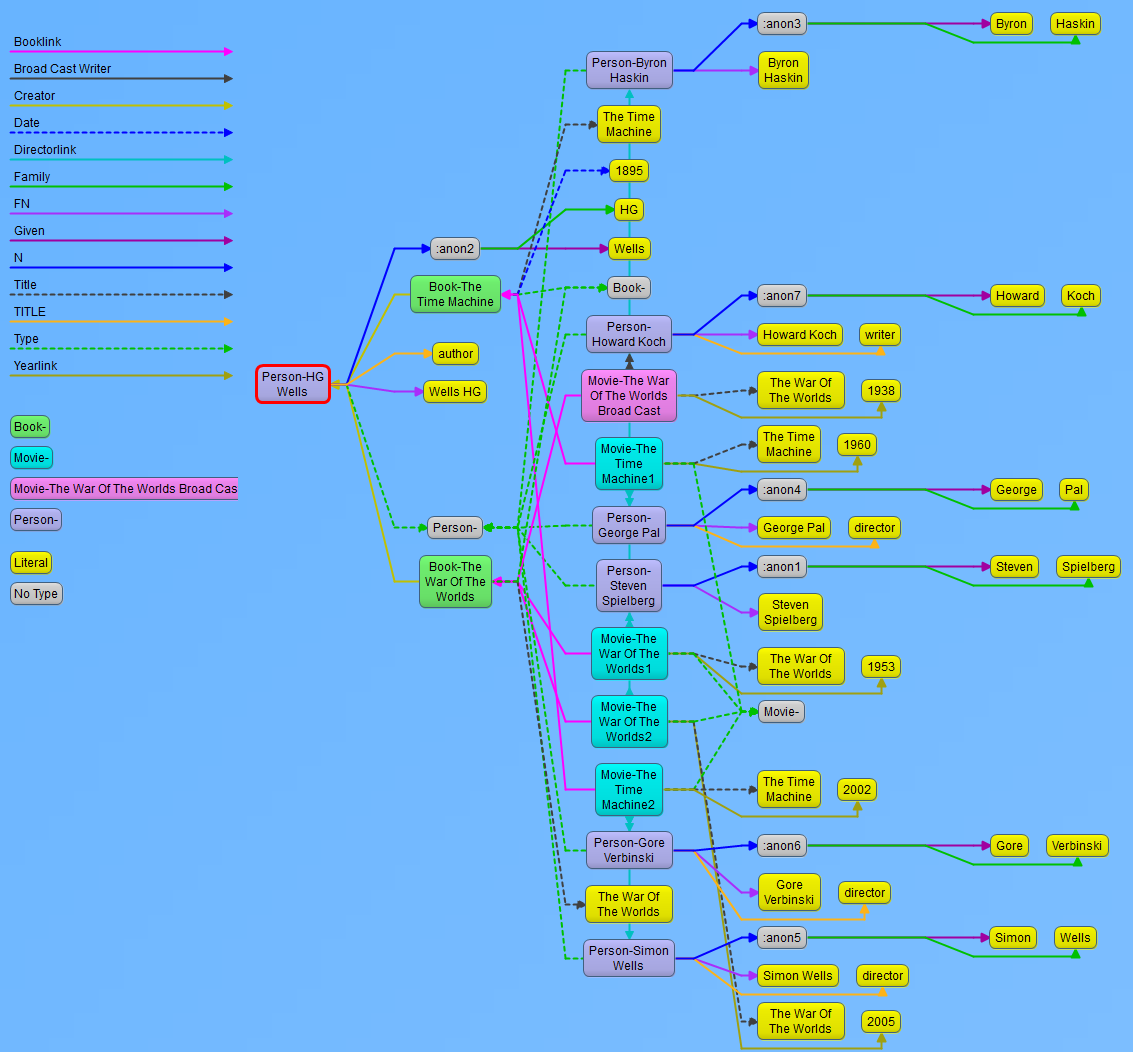 Booklink
Broad Cast Writer
Creator
Date
Directorlink
Family
FN
Given
N
Title
TITLE
Type
Yearlink
Book-
Movie-
Movie-The War Of The Worlds Broad Cas
Person-
Literal
No Type
Person-HG
Wells
:anon2
Book-The
Time Machine
author
Wells HG
Person-
Book-The
War Of The
Worlds
Person-Byron
Haskin
The Time
Machine
1895
HG
Wells
Book-
Person-
Howard Koch
Movie-The War
Of The Worlds
Broad Cast
Movie-The
Time
Machine1
Person-
George Pal
Person-
Steven
Spielberg
Movie-The
War Of The
Worlds1
Movie-The
War Of The
Worlds2
Movie-The
Time
Machine2
Person-Gore
Verbinski
The War Of
The Worlds
Person-Simon
Wells
:anon3
Byron
Haskin
Byron
Haskin
:anon7
Howard
Koch
Howard Koch
writer
The War Of
The Worlds
1938
The Time
Machine
1960
:anon4
George
Pal
George Pal
director
:anon1
Steven
Spielberg
Steven
Spielberg
The War Of
The Worlds
1953
Movie-
The Time
Machine
2002
:anon6
Gore
Verbinski
Gore
Verbinski
director
:anon5
Simon
Wells
Simon Wells
director
The War Of
The Worlds
2005